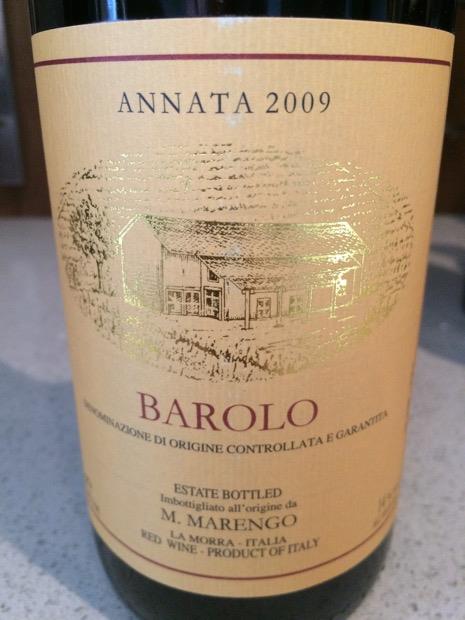 ANNATA 2009
BAROLO
DENOMINAZIONE DI ORIGINE CONTROLLATA E GARANTITA
ESTATE BOTTLED
Imbottigliato all'origine da
M. MARENGO
LA MORRA - ITALIA
RED WINE - PRODUCT OF ITALY